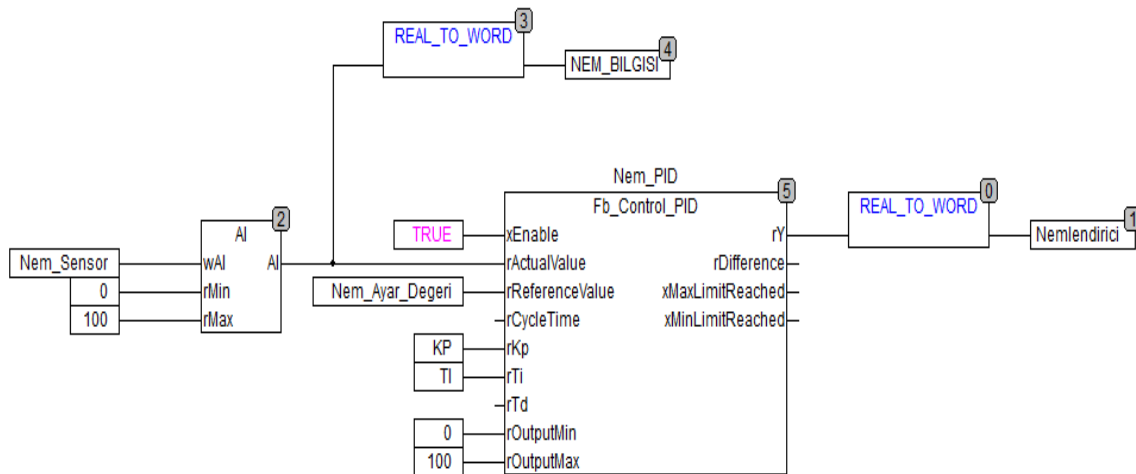 3
REAL_TO_WORD
4
NEM_BILGISI
Nem_PID
5
Fb_Control_PID
0
REAL_TO_WORD
1
Nemlendirici
2
AI
Nem_Sensor
wAI
AI
0
rMin
100
rMax
TRUE
xEnable
rY
rActualValue
rDifference
Nem_Ayar_Degeri
rReferenceValue
xMaxLimitReached
rCycleTime
xMinLimitReached
KP
rKp
TI
rTi
rTd
0
rOutputMin
100
rOutputMax